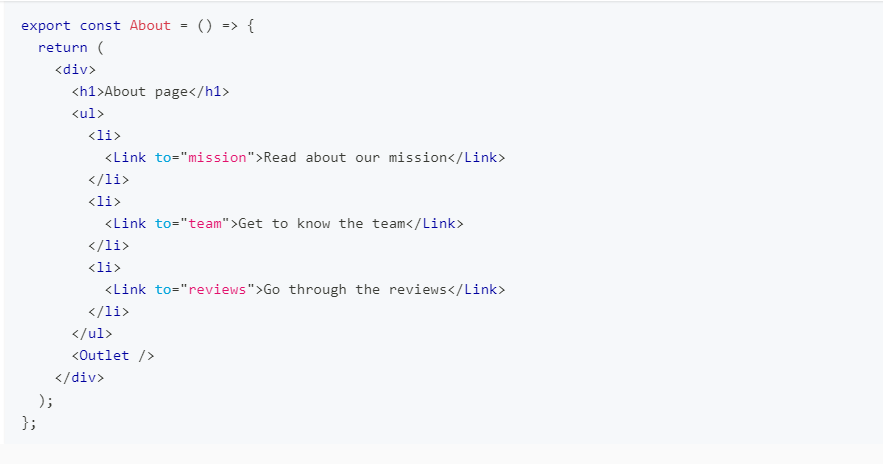 export const About = () => {
  return (
    <div>
      <h1>About page</h1>
      <ul>
        <li>
          <Link to="mission">Read about our mission</Link>
        </li>
        <li>
          <Link to="team">Get to know the team</Link>
        </li>
        <li>
          <Link to="reviews">Go through the reviews</Link>
        </li>
      </ul>
      <Outlet />
    </div>
  );
};